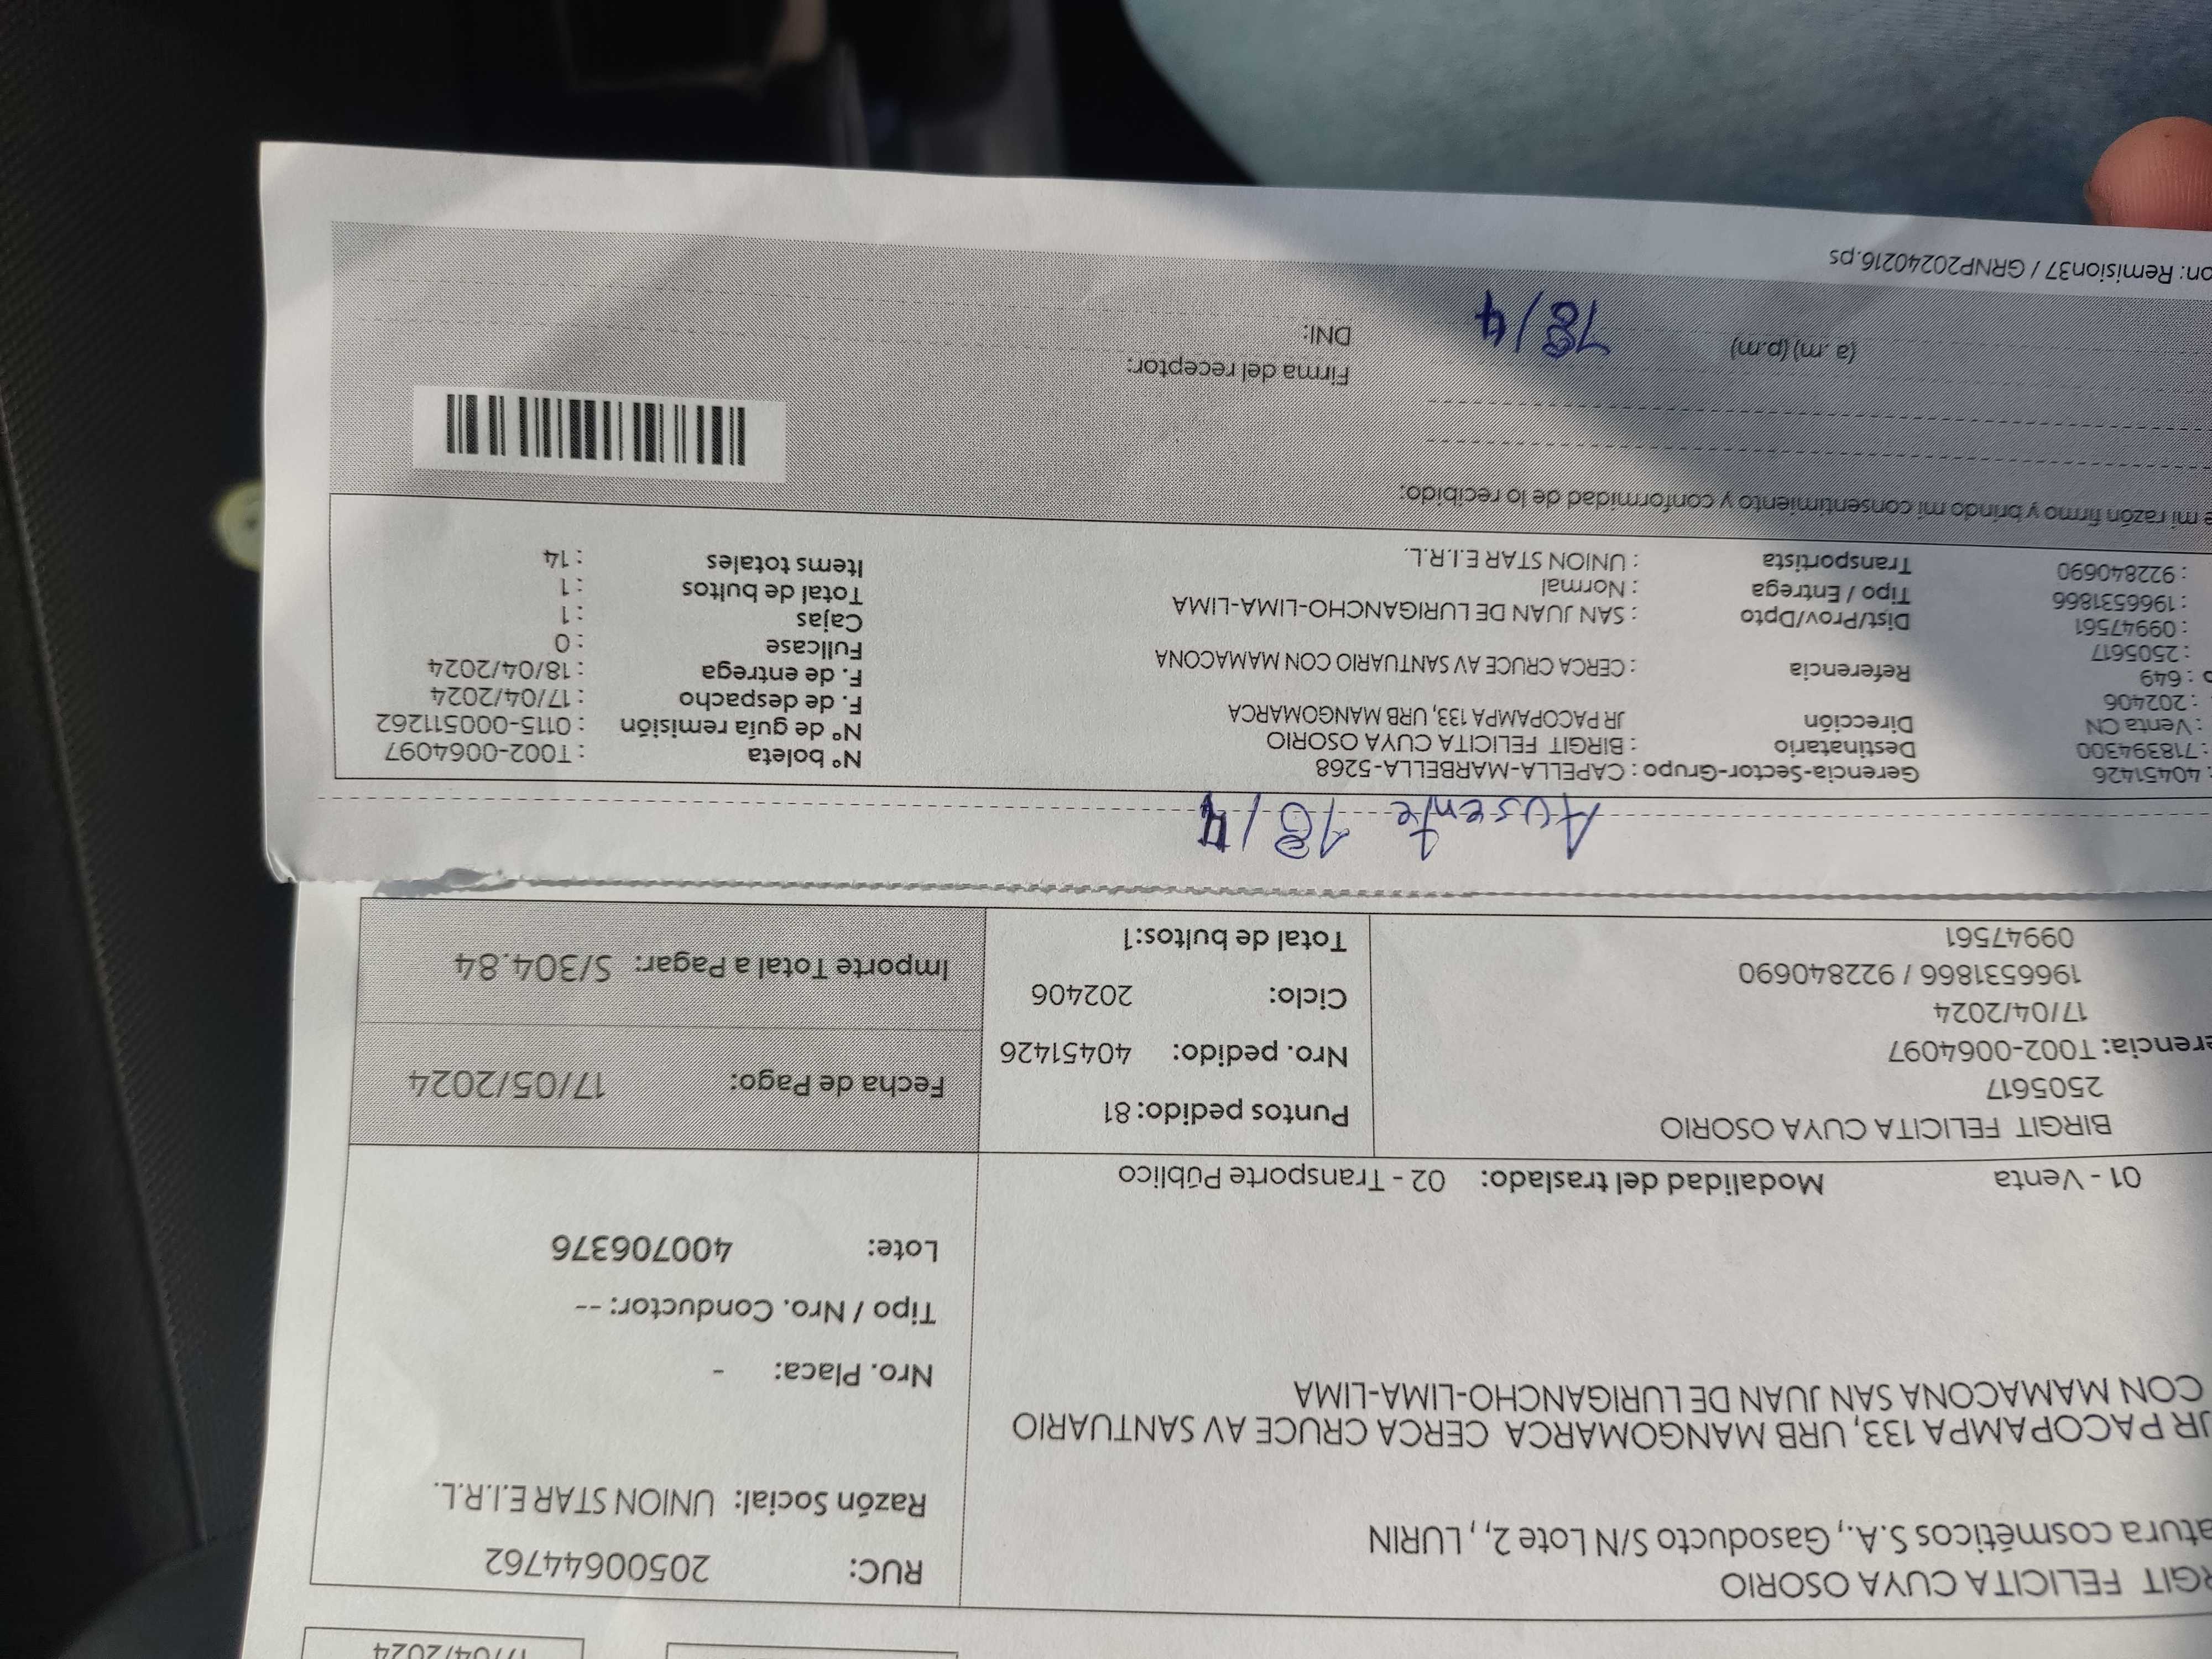 17/04/2024
RUC: 20500644762
Razón Social: UNION STAR E.I.R.L.
Nro. Placa: -
Tipo / Nro. Conductor: --
Lote: 400706376
RGIT FELICITA CUYA OSORIO
atura cosméticos S.A., Gasoducto S/N Lote 2, , LURIN
JR PACOPAMPA 133, URB MANGOMARCA CERCA CRUCE AV SANTUARIO
CON MAMACONA SAN JUAN DE LURIGANCHO-LIMA-LIMA
01 - Venta Modalidad del traslado: 02 - Transporte Público
BIRGIT FELICITA CUYA OSORIO
2505617
erencia: T002-0064097
17/04/2024
1966531866 / 922840690
09947561
Puntos pedido: 81
Nro. pedido: 40451426
Ciclo: 202406
Total de bultos:1
Fecha de Pago: 17/05/2024
Importe Total a Pagar: S/304.84
Ausente 18/4
: 40451426
: 718394300
: Venta CN
: 202406
o : 649
: 2505617
: 09947561
: 1966531866
: 922840690
Gerencia-Sector-Grupo : CAPELLA-MARBELLA-5268
Destinatario : BIRGIT FELICITA CUYA OSORIO
Dirección JR PACOPAMPA 133, URB MANGOMARCA
Referencia : CERCA CRUCE AV SANTUARIO CON MAMACONA
Dist/Prov/Dpto : SAN JUAN DE LURIGANCHO-LIMA-LIMA
Tipo / Entrega : Normal
Transportista : UNION STAR E.I.R.L.
N° boleta : T002-0064097
N° de guía remisión : 0115-000511262
F. de despacho : 17/04/2024
F. de entrega : 18/04/2024
Fullcase : 0
Cajas : 1
Total de bultos : 1
Items totales : 14
e mi razón firmo y brindo mi consentimiento y conformidad de lo recibido:
(a .m) (p.m) 18/4
Firma del receptor:
DNI:
on: Remision37 / GRNP20240216.ps